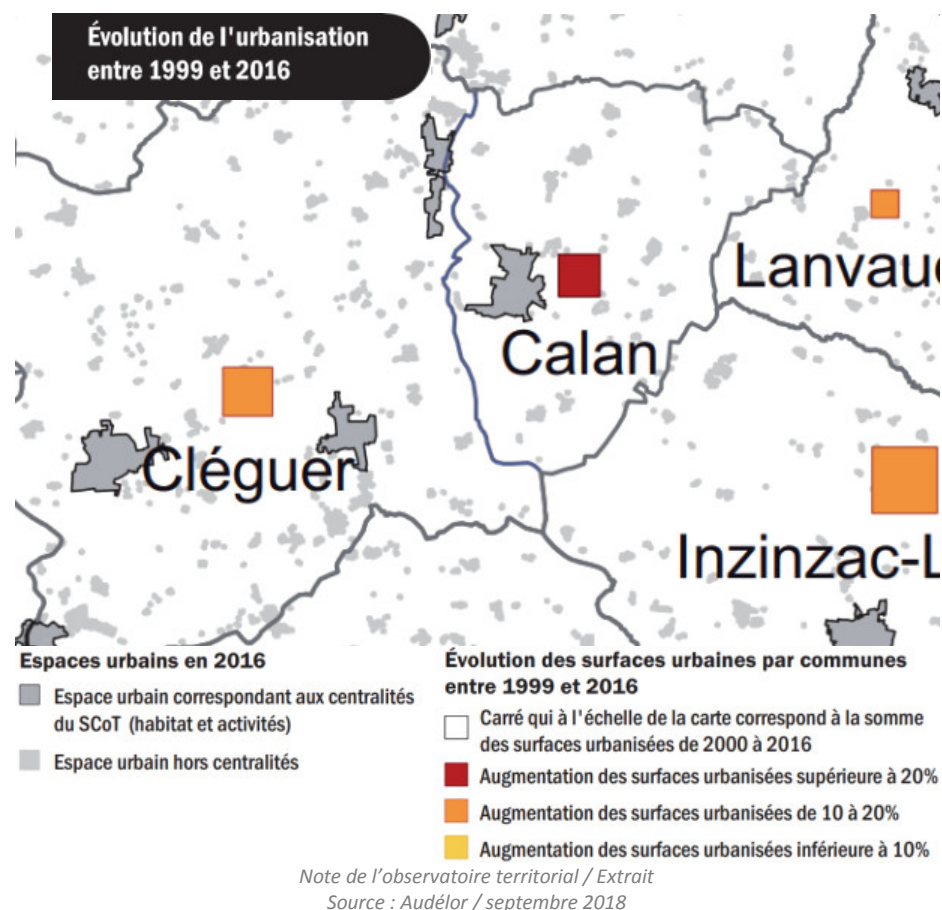 Évolution de l'urbanisation
entre 1999 et 2016
Lanvaud
Calan
Cléguer
Inzinzac-L
Espaces urbains en 2016
Espace urbain correspondant aux centralités
du SCoT (habitat et activités)
Espace urbain hors centralités
Évolution des surfaces urbaines par communes
entre 1999 et 2016
Carré qui à l'échelle de la carte correspond à la somme
des surfaces urbanisées de 2000 à 2016
Augmentation des surfaces urbanisées supérieure à 20%
Augmentation des surfaces urbanisées de 10 à 20%
Augmentation des surfaces urbanisées inférieure à 10%
Note de l'observatoire territorial / Extrait
Source : Audélor / septembre 2018